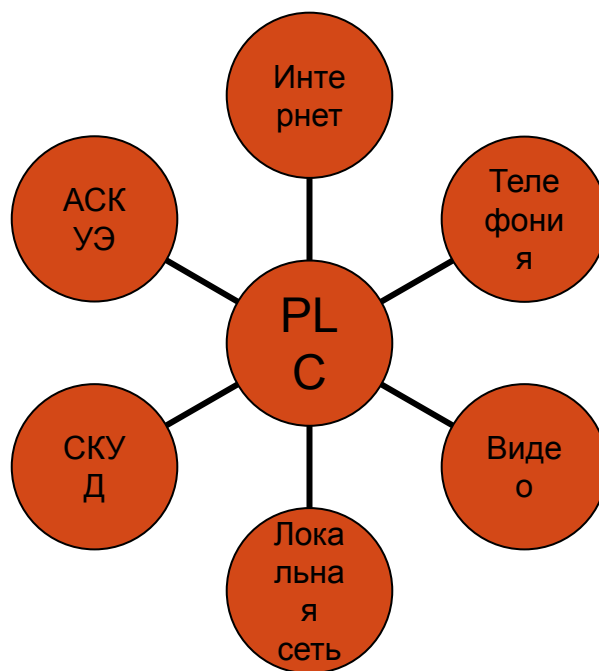 Инте
рнет
Теле
фони
я
АСК
УЭ
PL
C
СКУ
Д
Виде
о
Лока
льна
я
сеть